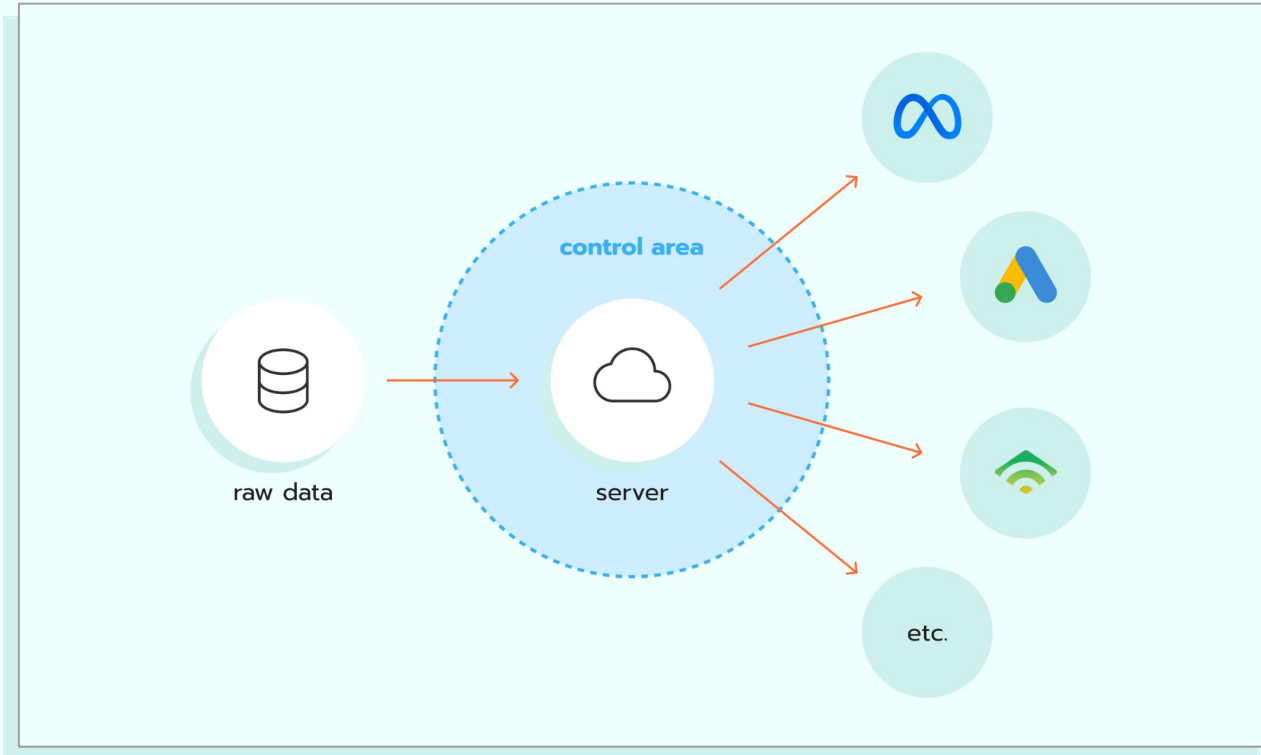 control area
raw data
server
etc.